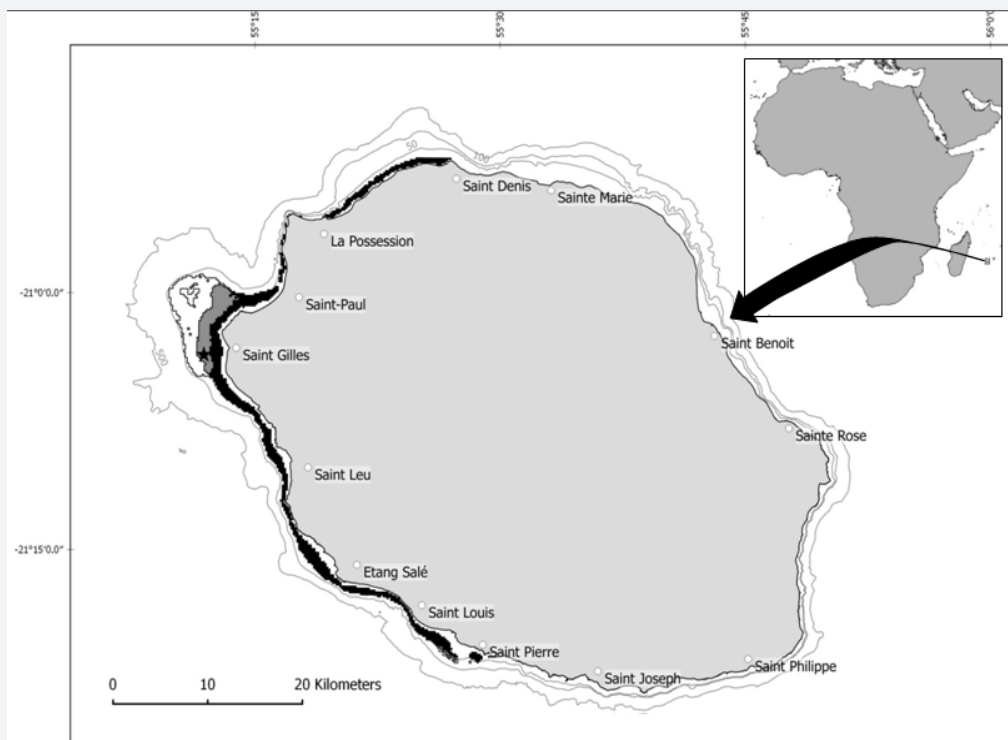 55°15'
55°30'
55°45'
50
100
Saint Denis
Sainte Marie
La Possession
-21°0'0.0"
Saint-Paul
Saint Benoit
500
Saint Gilles
Sainte Rose
Saint Leu
-21°15'0.0"
Etang Salé
Saint Louis
Saint Pierre
Saint Philippe
Saint Joseph
0 10 20 Kilometers